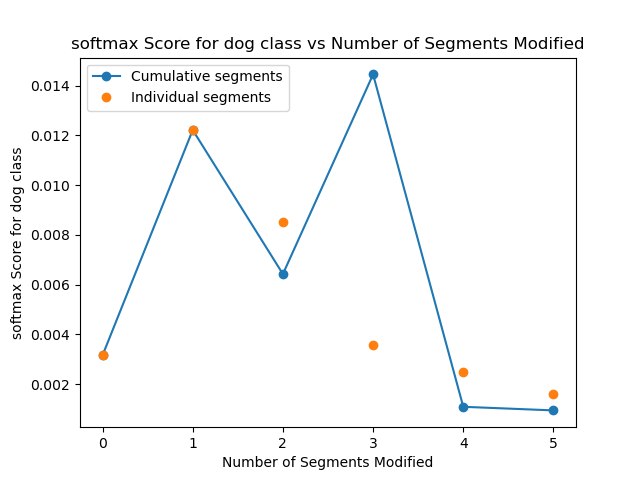 softmax Score for dog class vs Number of Segments Modified
Cumulative segments
Individual segments
0.014
0.012
0.010
0.008
0.006
0.004
0.002
softmax Score for dog class
0 1 2 3 4 5
Number of Segments Modified